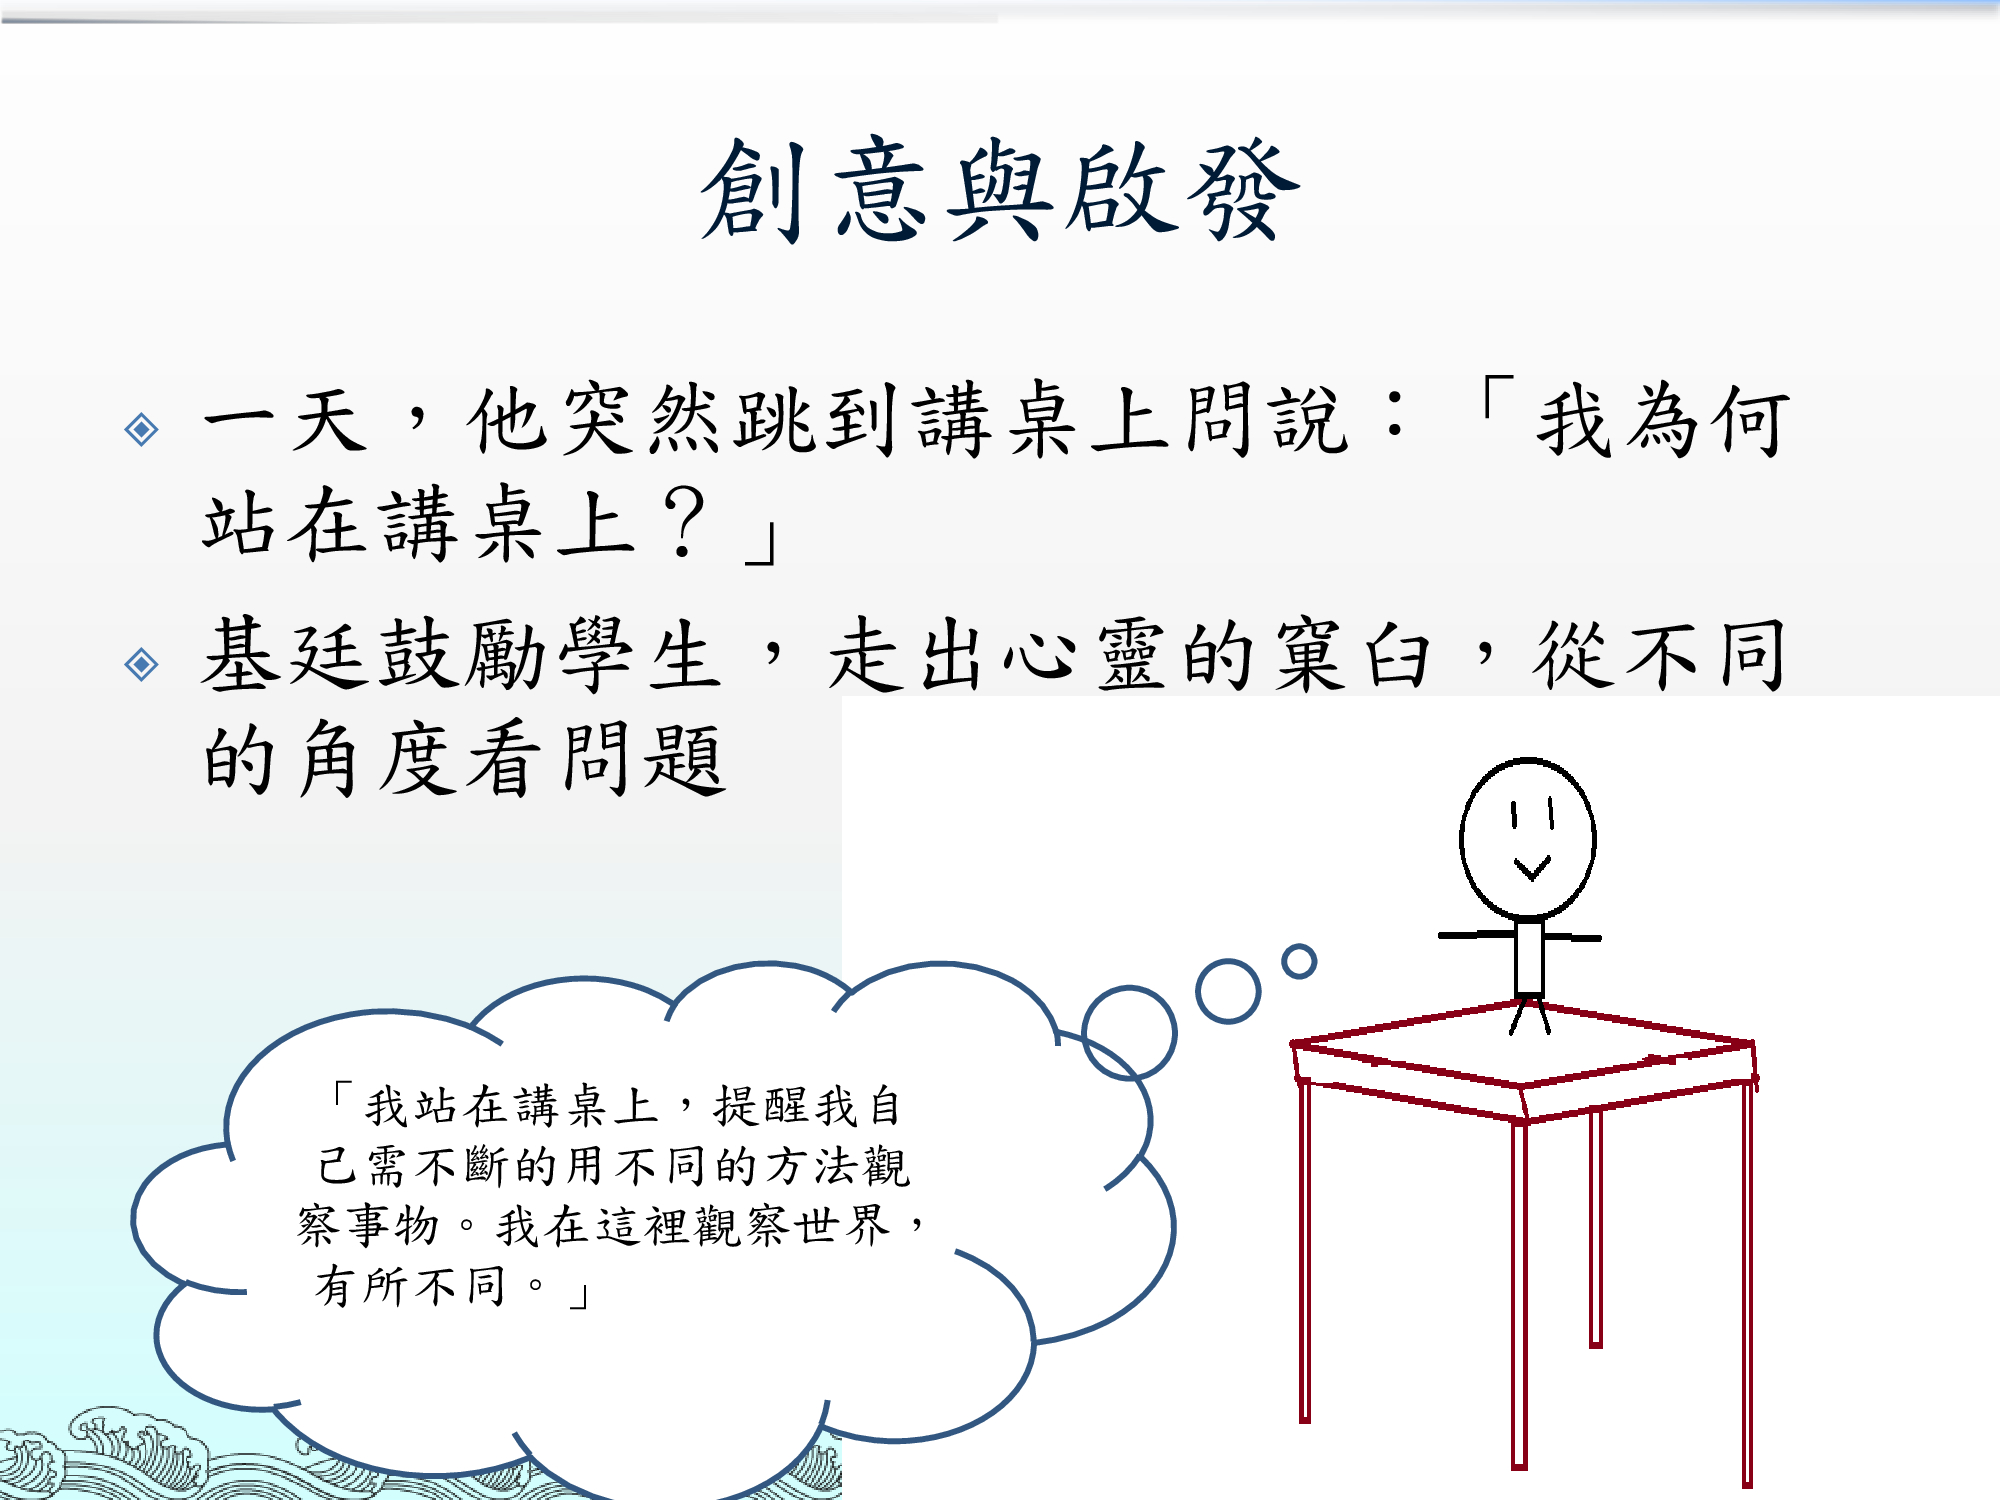 創意與啟發
一天，他突然跳到講桌上問說：「我為何
站在講桌上？」
基廷鼓勵學生，走出心靈的窠臼，從不同
的角度看問題
「我站在講桌上，提醒我自
己需不斷的用不同的方法觀
察事物。我在這裡觀察世界，
有所不同。」